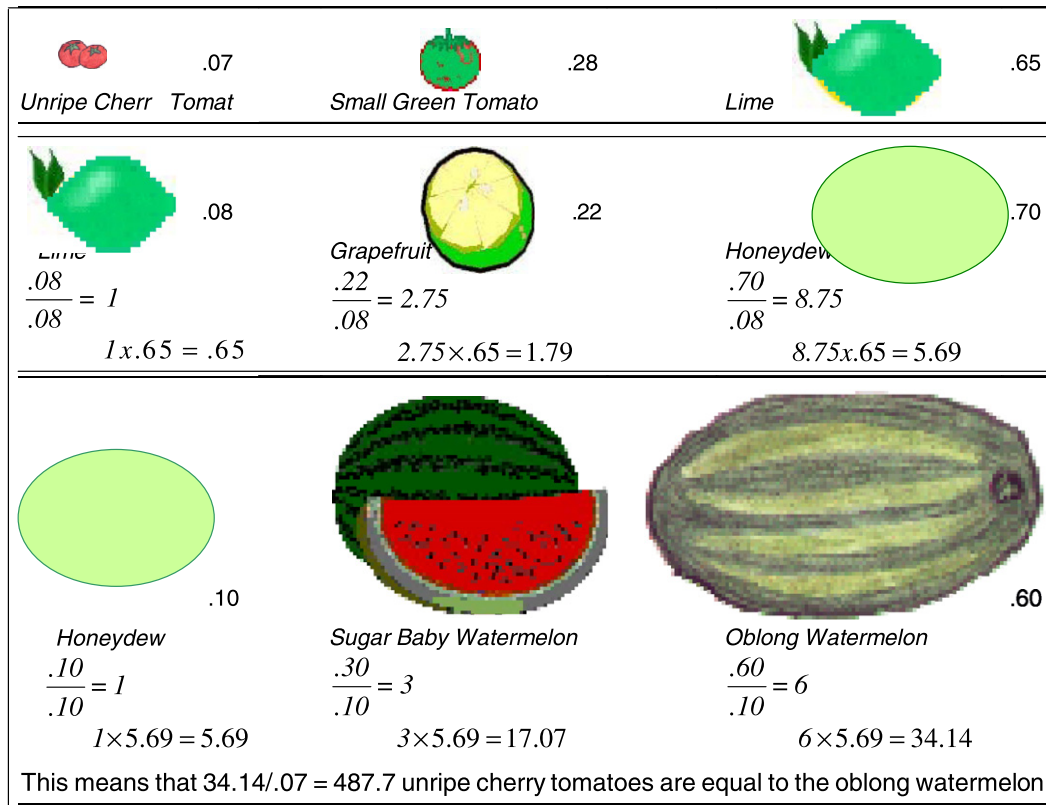 .07 .28 .65
Unripe Cherr Tomat Small Green Tomato Lime
.08 .22 .70
Lime Grapefruit Honeydew
.08/.08 = 1 .22/.08 = 2.75 .70/.08 = 8.75
1x.65 = .65 2.75×.65 = 1.79 8.75x.65 = 5.69
.10 .60
Honeydew Sugar Baby Watermelon Oblong Watermelon
.10/.10 = 1 .30/.10 = 3 .60/.10 = 6
1×5.69 = 5.69 3×5.69 = 17.07 6×5.69 = 34.14
This means that 34.14/.07 = 487.7 unripe cherry tomatoes are equal to the oblong watermelon